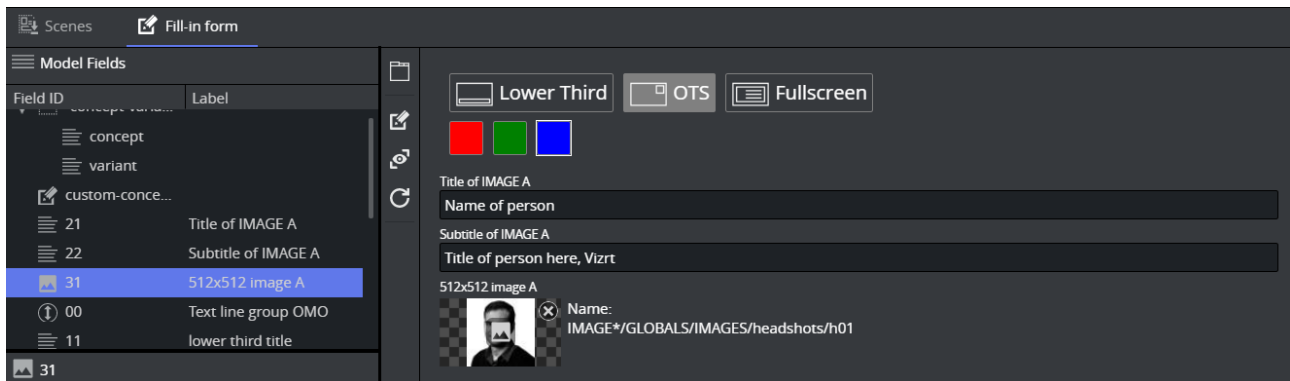 Scenes
Fill-in form
Model Fields
Field ID
Label
concept-varia...
concept
variant
custom-conce...
21
Title of IMAGE A
22
Subtitle of IMAGE A
31
512x512 image A
00
Text line group OMO
11
lower third title
31
Lower Third
OTS
Fullscreen
Title of IMAGE A
Name of person
Subtitle of IMAGE A
Title of person here, Vizrt
512x512 image A
Name:
IMAGE*/GLOBALS/IMAGES/headshots/h01